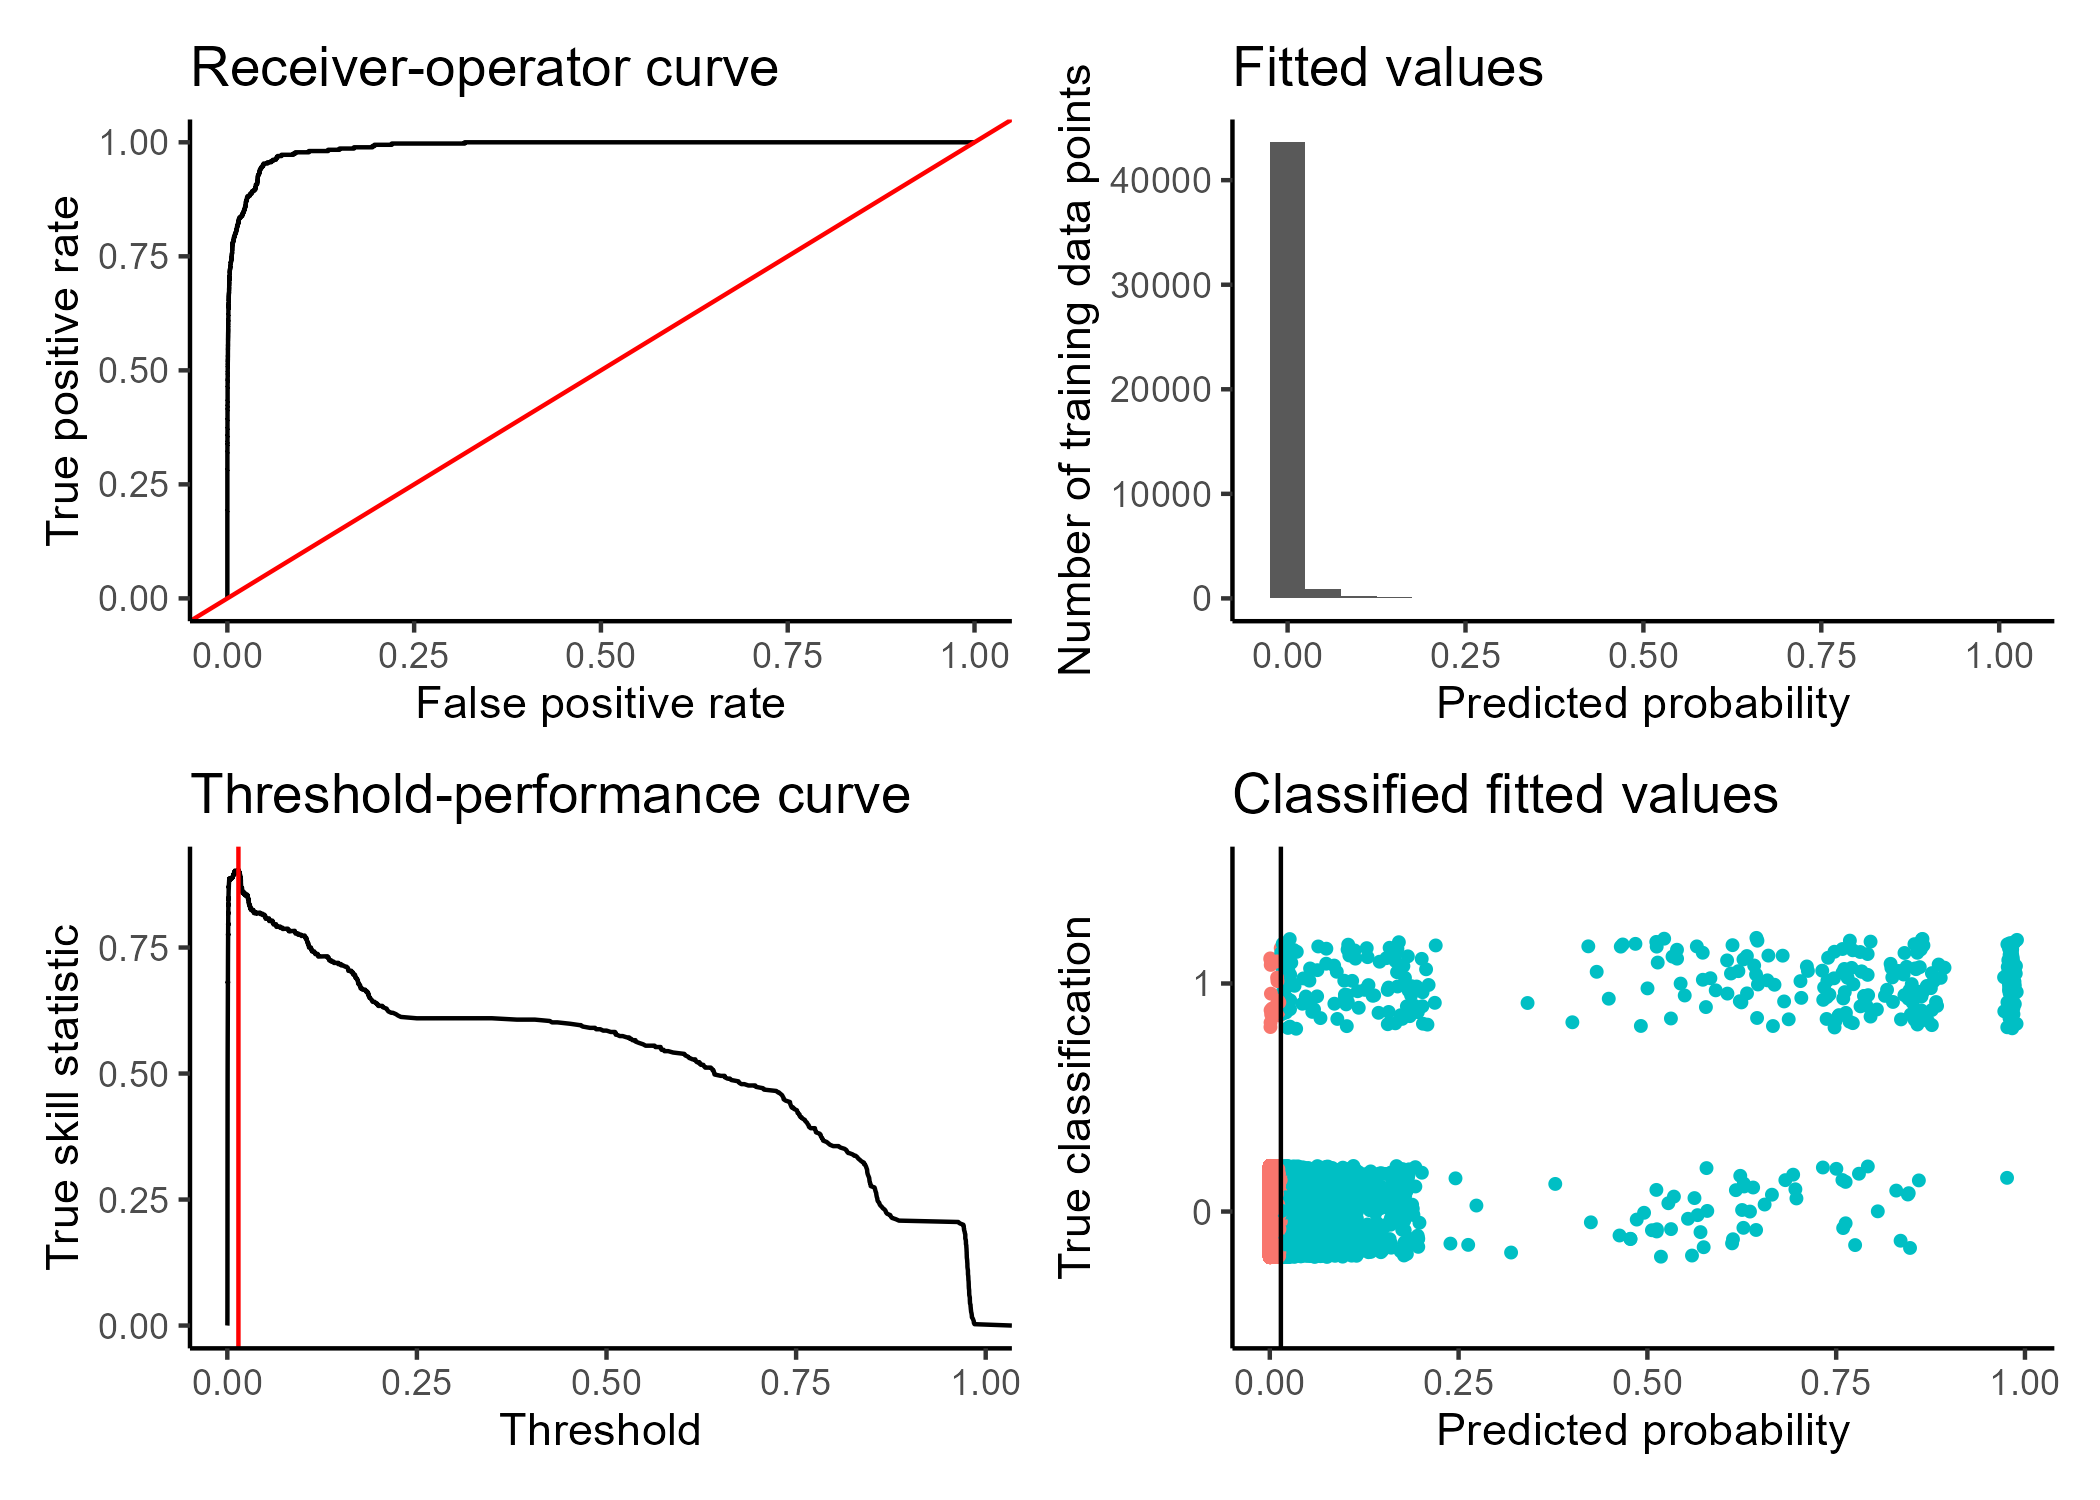 Receiver-operator curve
True positive rate
1.00
0.75
0.50
0.25
0.00
0.00 0.25 0.50 0.75 1.00
False positive rate
Fitted values
Number of training data points
40000
30000
20000
10000
0
0.00 0.25 0.50 0.75 1.00
Predicted probability
Threshold-performance curve
True skill statistic
0.75
0.50
0.25
0.00
0.00 0.25 0.50 0.75 1.00
Threshold
Classified fitted values
True classification
1
0
0.00 0.25 0.50 0.75 1.00
Predicted probability